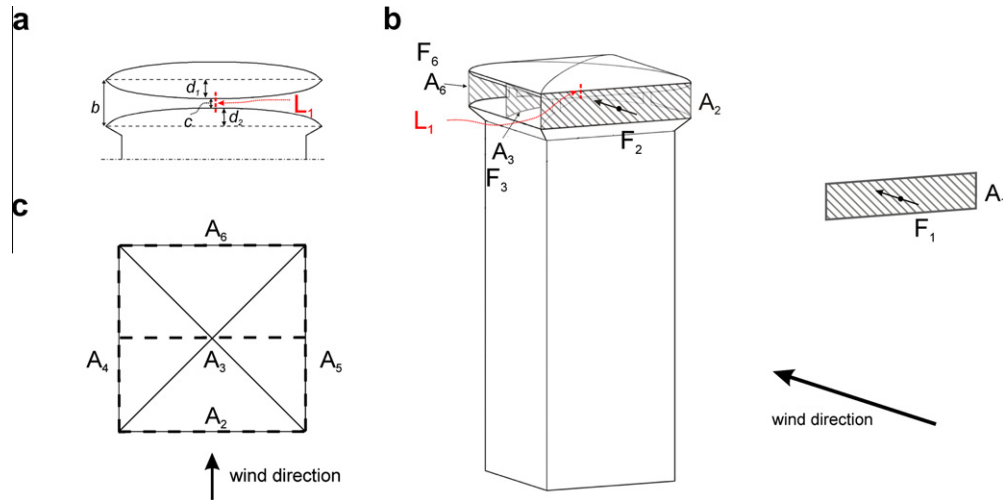 a
b
d₁
c
d₂
L₁
b
F₆
A₆
L₁
A₃
F₃
F₂
A₂
F₁
wind direction
c
A₆
A₄
A₃
A₅
A₂
wind direction